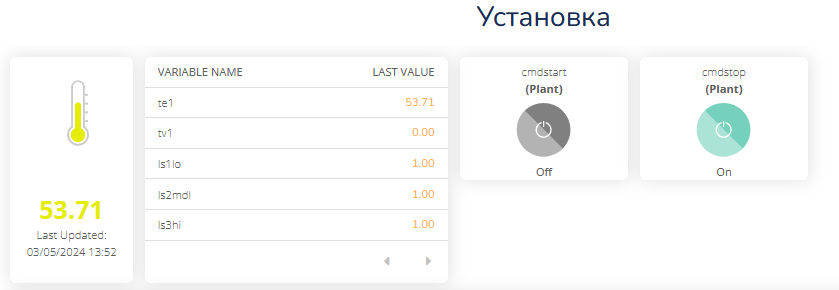 Установка
53.71
Last Updated:
03/05/2024 13:52
VARIABLE NAME LAST VALUE
te1 53.71
tv1 0.00
ls1lo 1.00
ls2mdl 1.00
ls3hi 1.00
cmdstart
(Plant)
Off
cmdstop
(Plant)
On